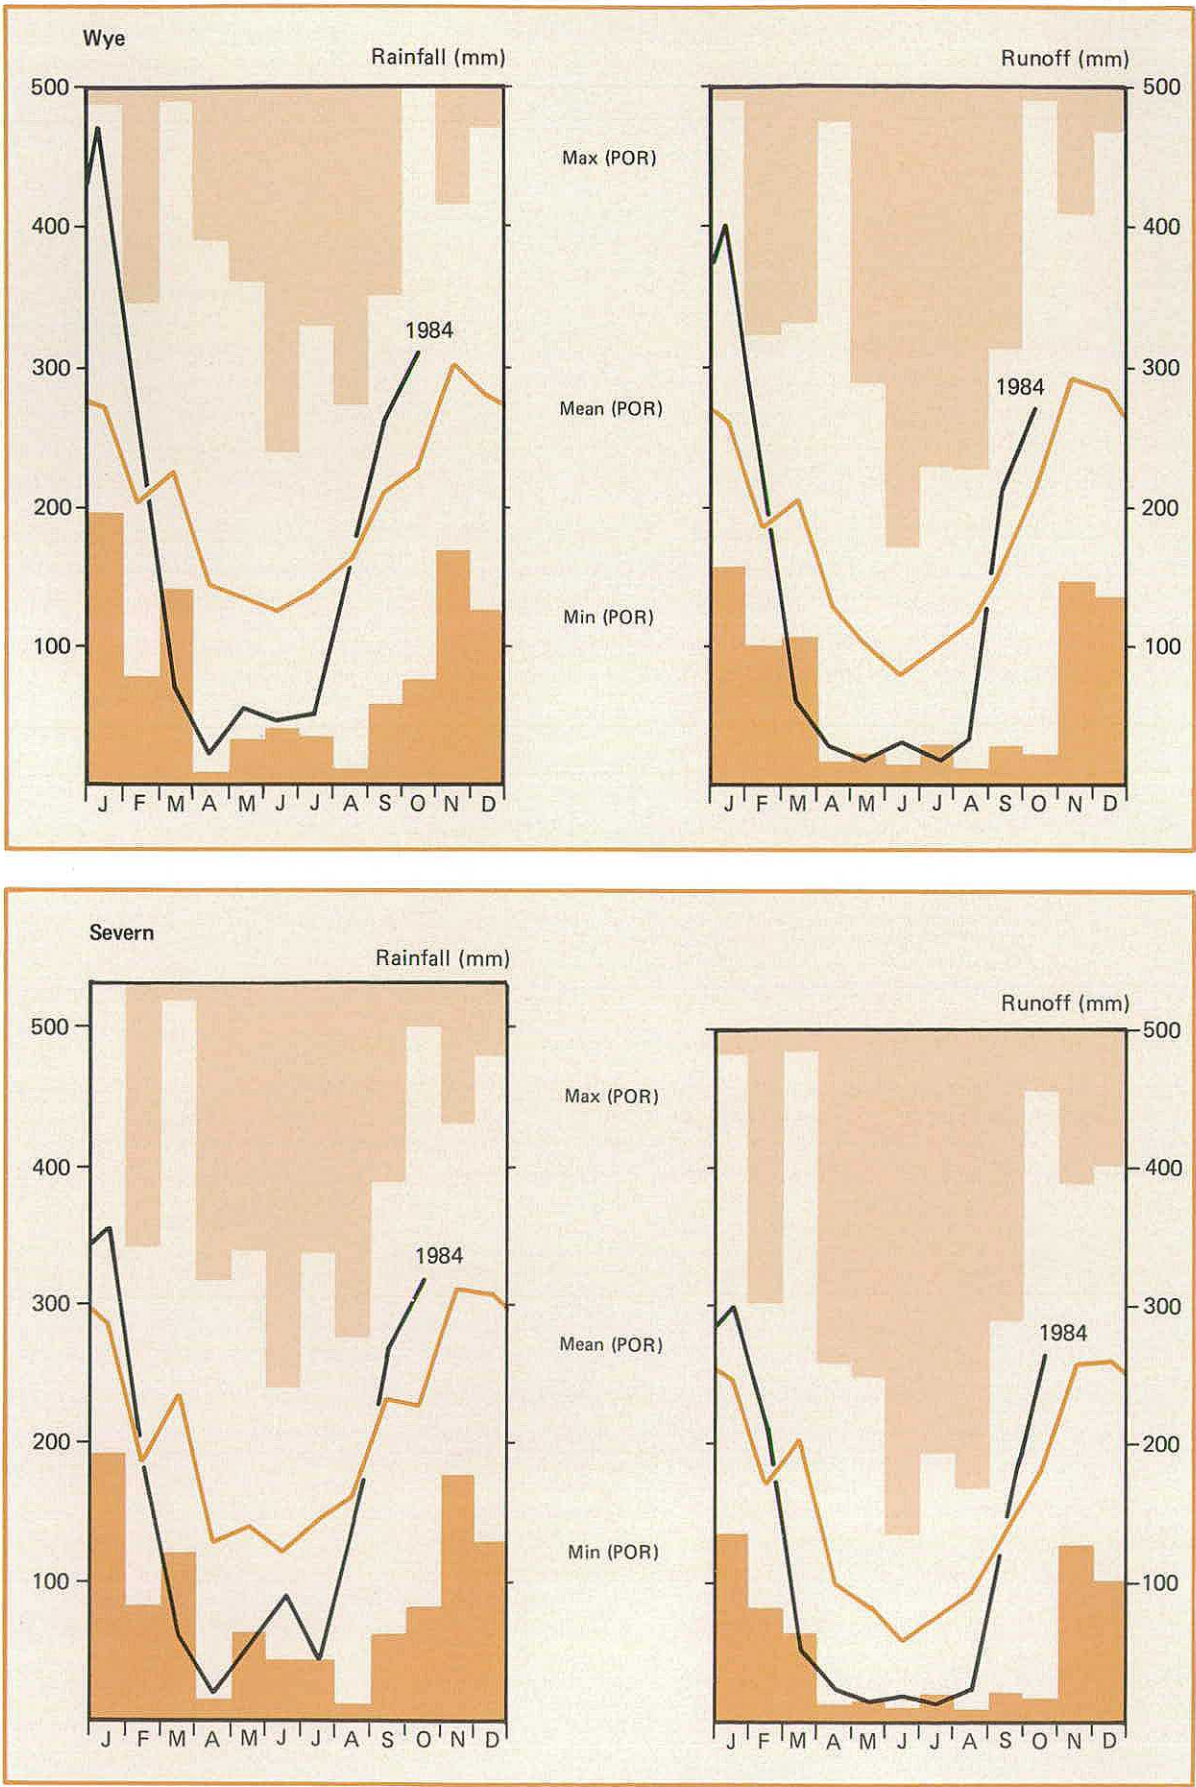 Wye
Rainfall (mm)
Runoff (mm)
500
500
Max (POR)
400
400
1984
300
300
1984
Mean (POR)
200
200
Min (POR)
100
100
J F M A M J J A S O N D
J F M A M J J A S O N D
Severn
Rainfall (mm)
Runoff (mm)
500
500
Max (POR)
400
400
1984
300
300
1984
Mean (POR)
200
200
Min (POR)
100
100
J F M A M J J A S O N D
J F M A M J J A S O N D